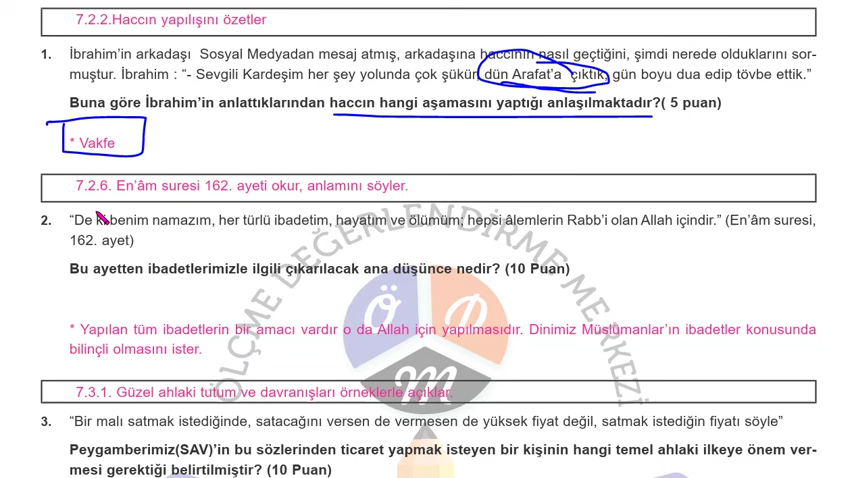 7.2.2.Haccın yapılışını özetler
1. İbrahim’in arkadaşı Sosyal Medyadan mesaj atmış, arkadaşına haccının nasıl geçtiğini, şimdi nerede olduklarını sor-
muştur. İbrahim : “- Sevgili Kardeşim her şey yolunda çok şükür, dün Arafat’a çıktık, gün boyu dua edip tövbe ettik.”
Buna göre İbrahim’in anlattıklarından haccın hangi aşamasını yaptığı anlaşılmaktadır?( 5 puan)
* Vakfe
7.2.6. En’âm suresi 162. ayeti okur, anlamını söyler.
2. “De ki benim namazım, her türlü ibadetim, hayatım ve ölümüm; hepsi âlemlerin Rabb’i olan Allah içindir.” (En’âm suresi,
162. ayet)
Bu ayetten ibadetlerimizle ilgili çıkarılacak ana düşünce nedir? (10 Puan)
* Yapılan tüm ibadetlerin bir amacı vardır o da Allah için yapılmasıdır. Dinimiz Müslümanlar’ın ibadetler konusunda
bilinçli olmasını ister.
7.3.1. Güzel ahlaki tutum ve davranışları örneklerle açıklar.
3. “Bir malı satmak istediğinde, satacağını versen de vermesen de yüksek fiyat değil, satmak istediğin fiyatı söyle”
Peygamberimiz(SAV)’in bu sözlerinden ticaret yapmak isteyen bir kişinin hangi temel ahlaki ilkeye önem ver-
mesi gerektiği belirtilmiştir? (10 Puan)
ÖLÇME DEĞERLENDİRME MERKEZİ
Ö D
M